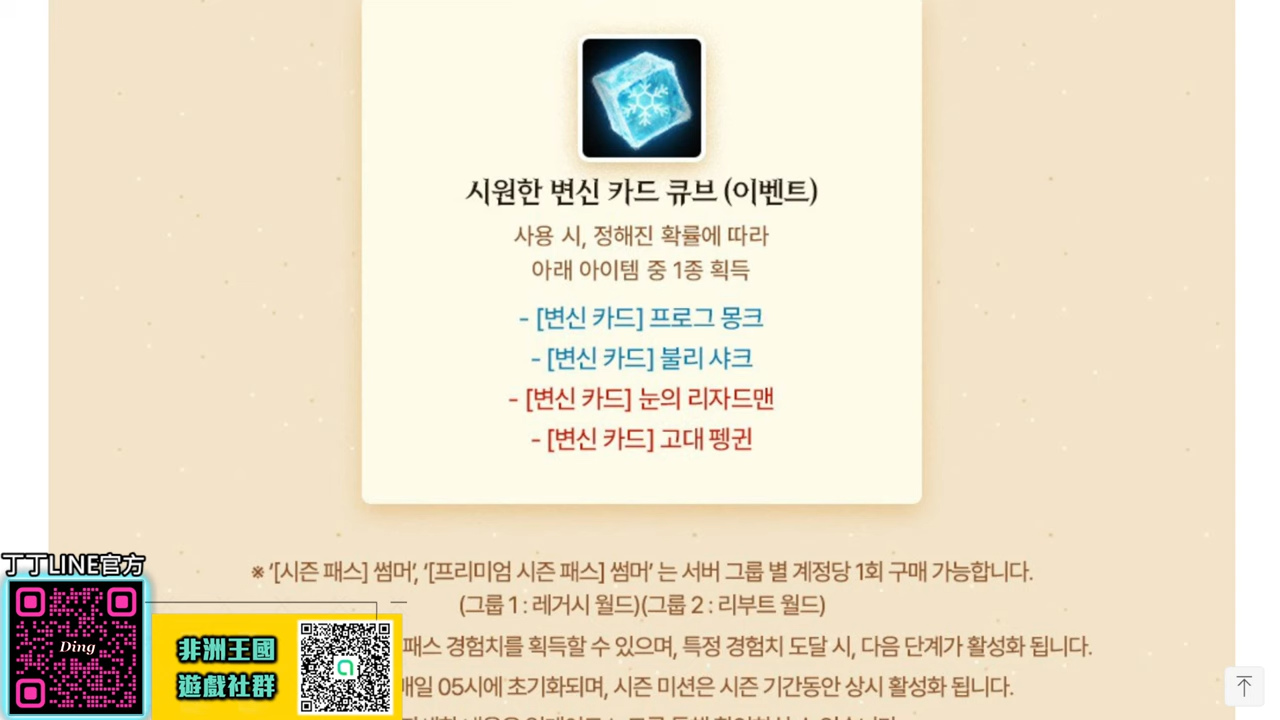 시원한 변신 카드 큐브 (이벤트)
사용 시, 정해진 확률에 따라
아래 아이템 중 1종 획득
- [변신 카드] 프로그 몽크
- [변신 카드] 불리 샤크
- [변신 카드] 눈의 리자드맨
- [변신 카드] 고대 펭귄
※ ‘[시즌 패스] 썸머’, ‘[프리미엄 시즌 패스] 썸머’ 는 서버 그룹 별 계정당 1회 구매 가능합니다.
(그룹 1 : 레거시 월드)(그룹 2 : 리부트 월드)
패스 경험치를 획득할 수 있으며, 특정 경험치 도달 시, 다음 단계가 활성화 됩니다.
매일 05시에 초기화되며, 시즌 미션은 시즌 기간동안 상시 활성화 됩니다.
丁丁LINE官方
Ding
非洲王國
遊戲社群